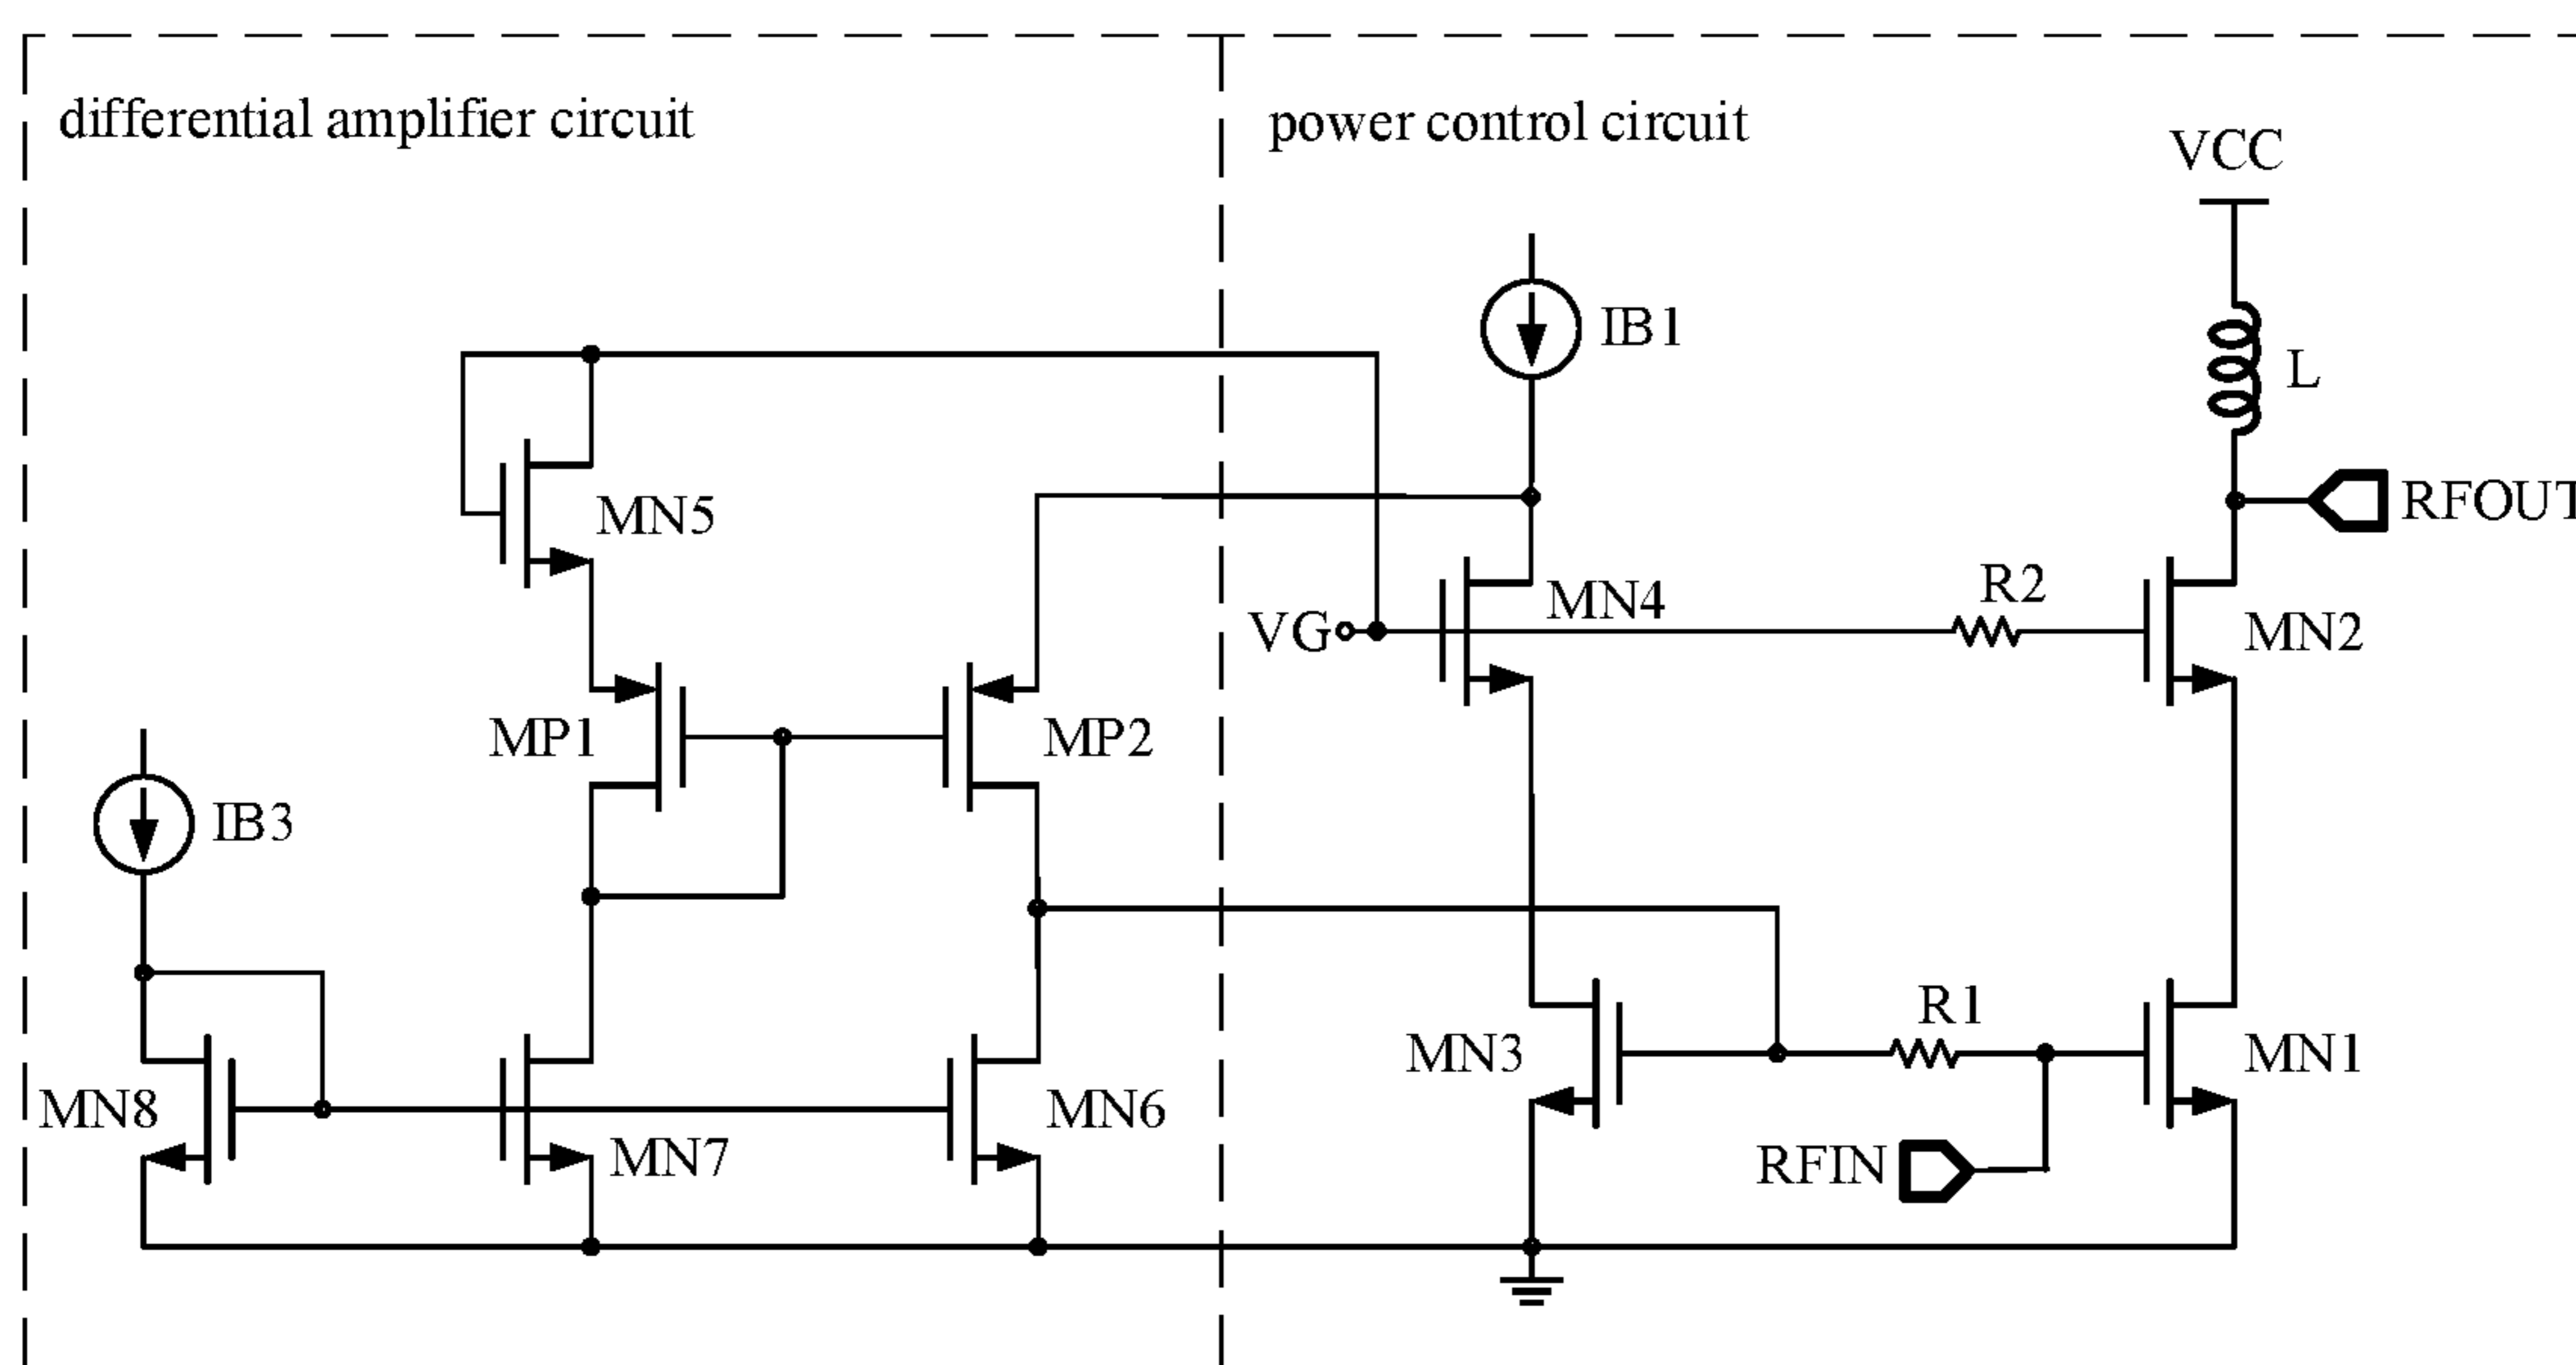 differential amplifier circuit
power control circuit
VCC
IB1
L
MN5
RFOUT
MN4
R2
VG
MN2
MP1
MP2
IB3
R1
MN3
MN1
MN8
MN6
MN7
RFIN